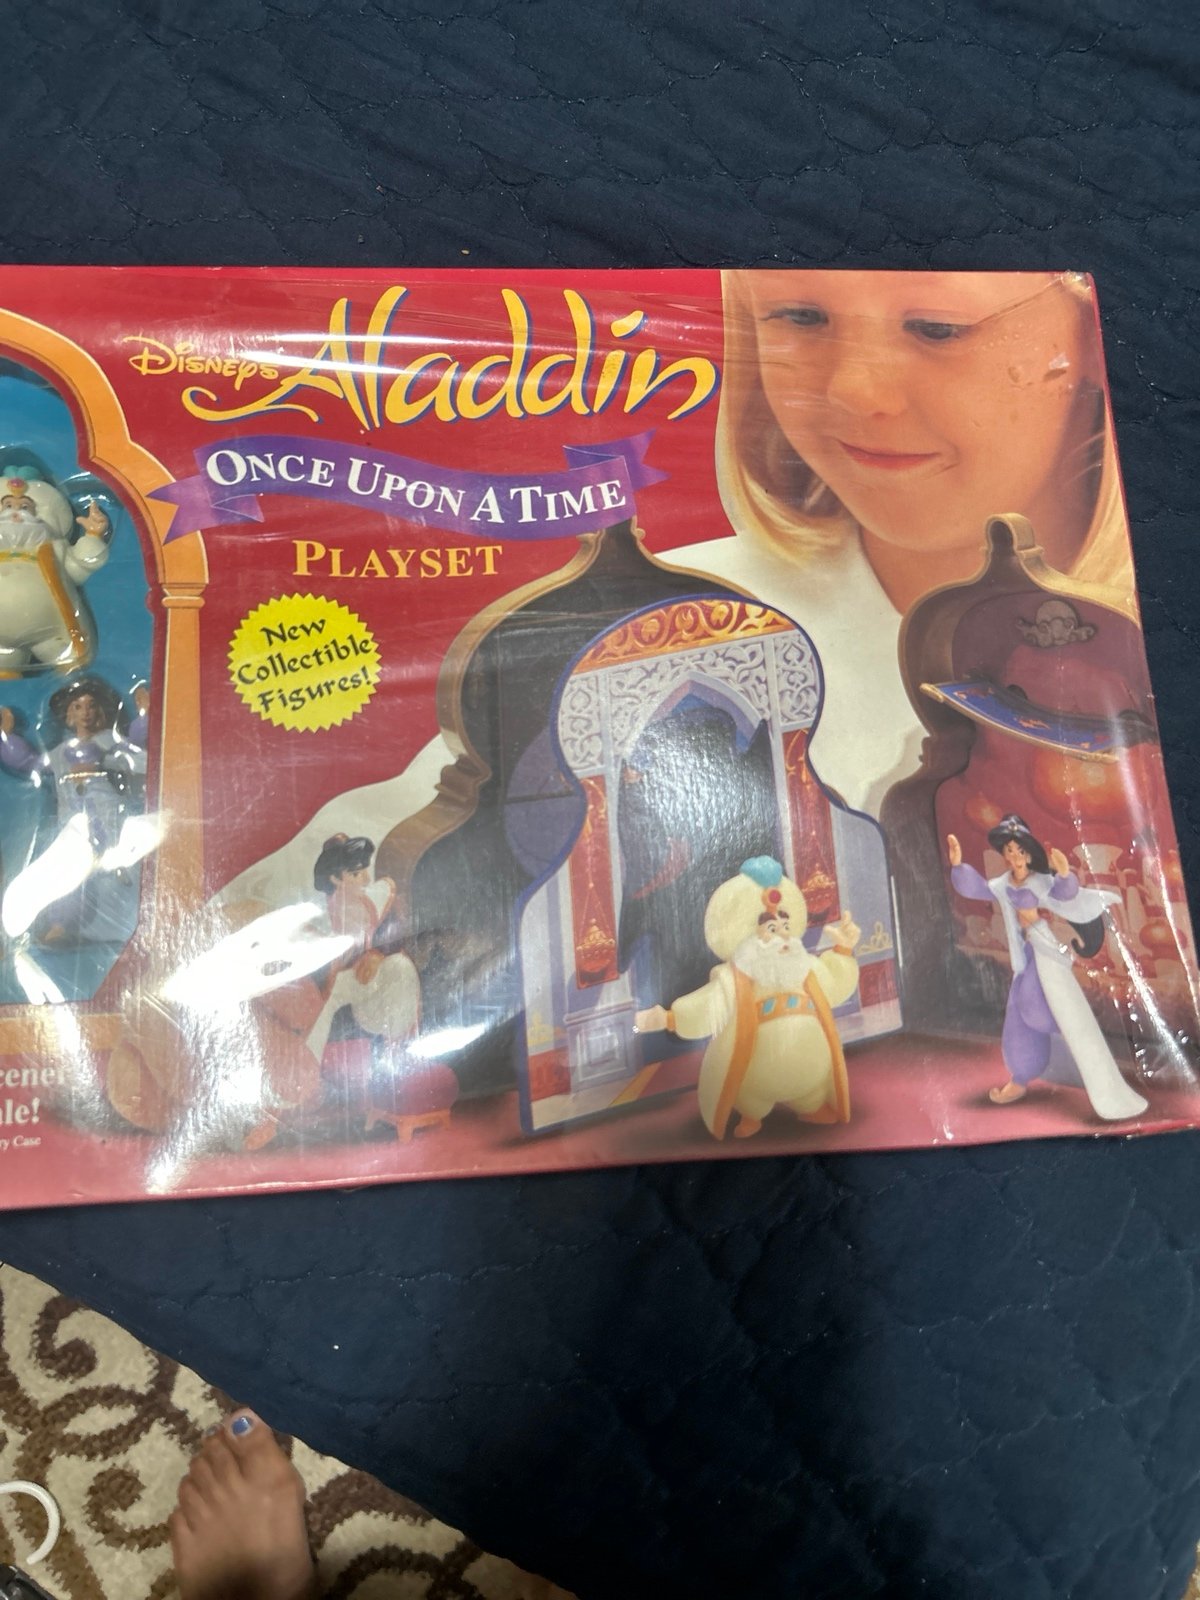 Disney's Aladdin
Once Upon A Time
Playset
New
Collectible
Figures!